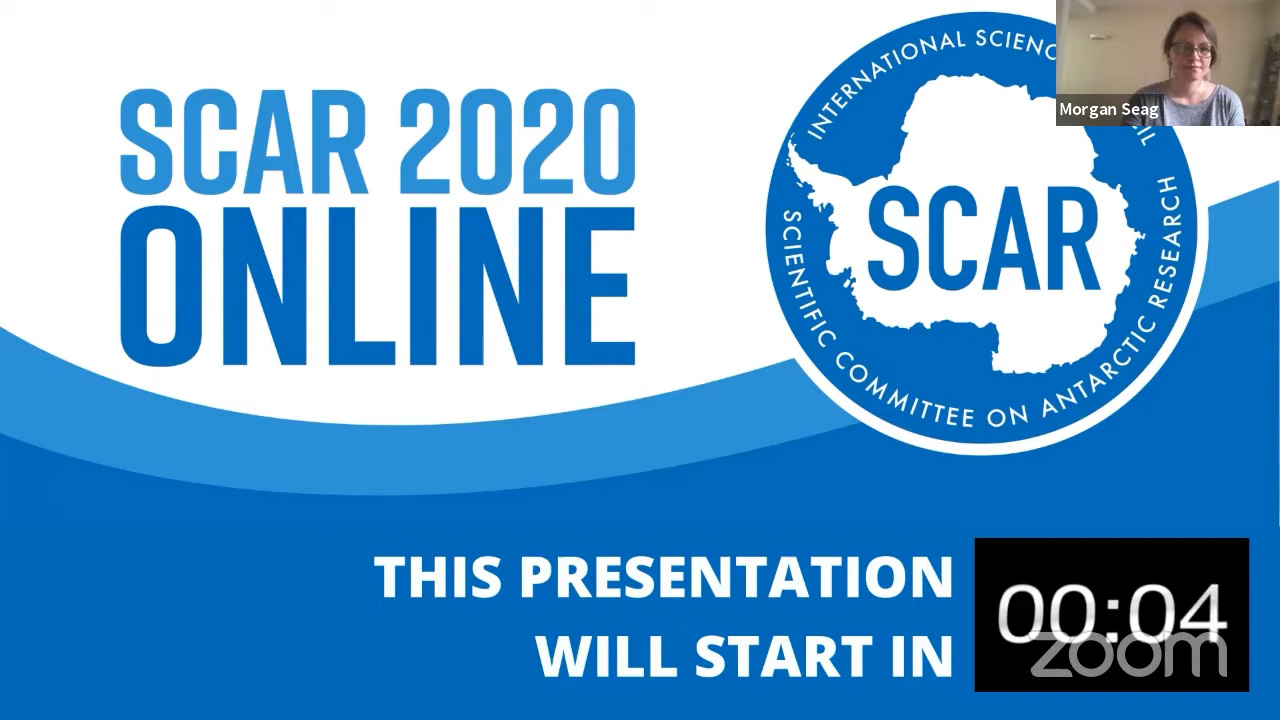 SCAR 2020
ONLINE
INTERNATIONAL SCIENC
IL
SCAR
SCIENTIFIC COMMITTEE ON ANTARCTIC RESEARCH
Morgan Seag
THIS PRESENTATION
WILL START IN
00:04
zoom